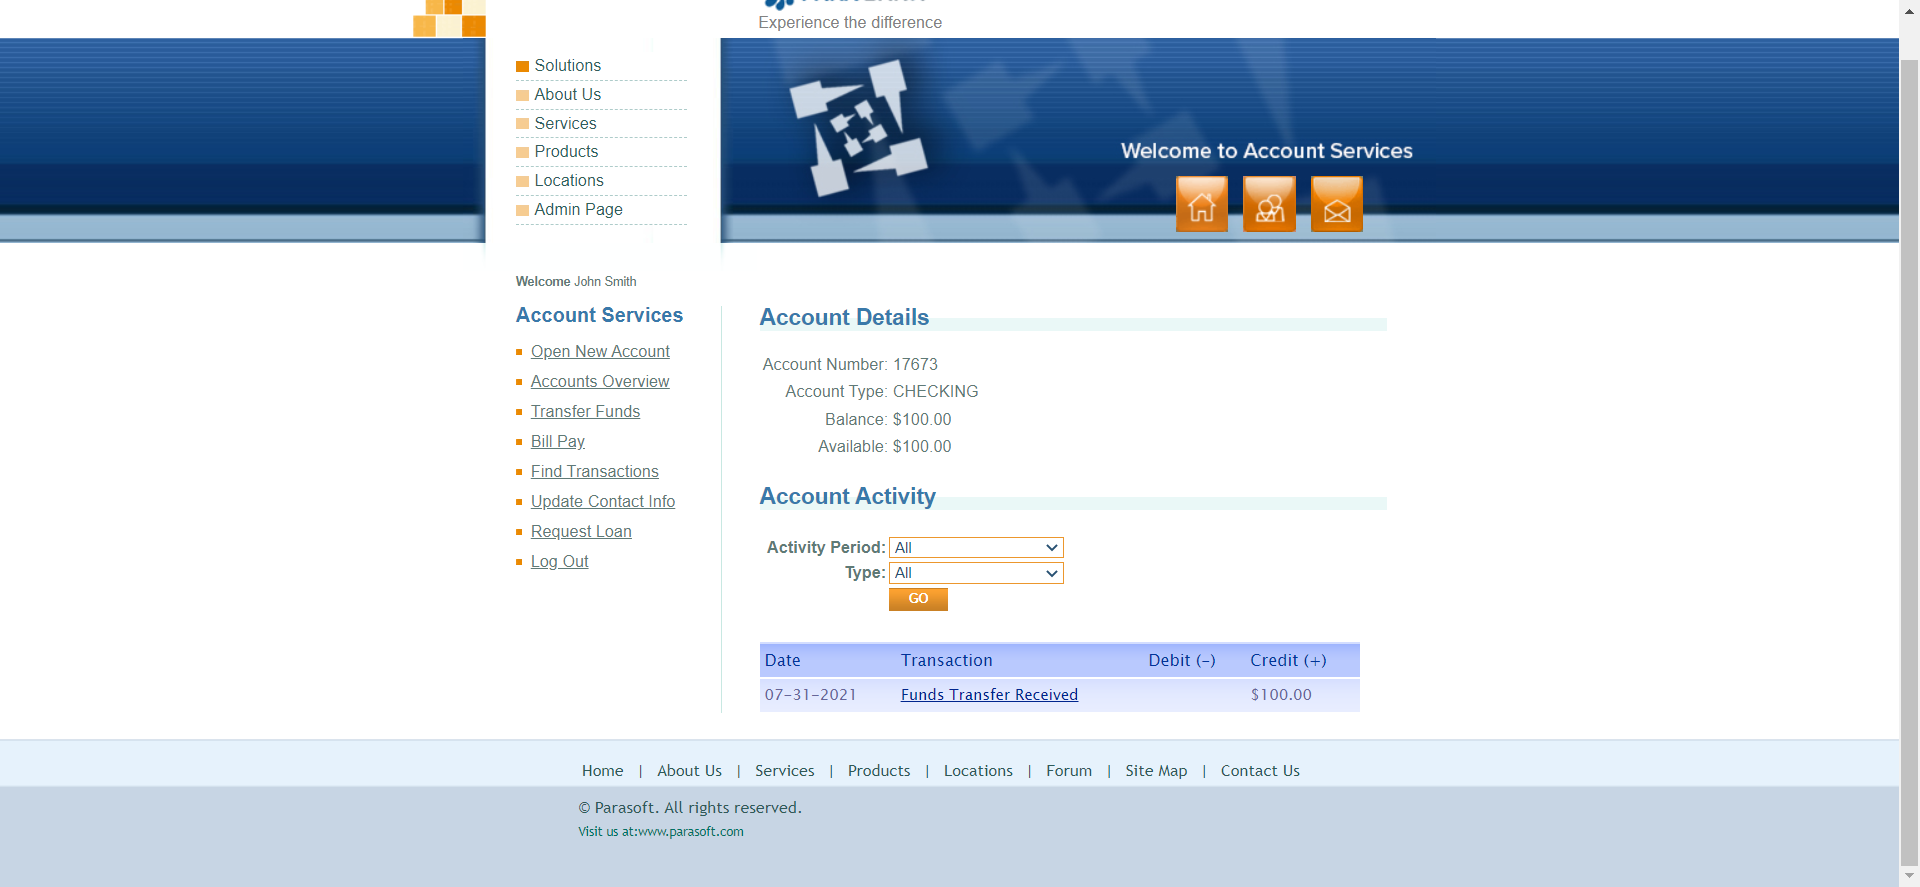 Experience the difference
Solutions
About Us
Services
Products
Locations
Admin Page
Welcome to Account Services
Welcome John Smith
Account Services
Open New Account
Accounts Overview
Transfer Funds
Bill Pay
Find Transactions
Update Contact Info
Request Loan
Log Out
Account Details
Account Number: 17673
Account Type: CHECKING
Balance: $100.00
Available: $100.00
Account Activity
Activity Period: All
Type: All
GO
Date Transaction Debit (-) Credit (+)
07-31-2021 Funds Transfer Received $100.00
Home | About Us | Services | Products | Locations | Forum | Site Map | Contact Us
© Parasoft. All rights reserved.
Visit us at:www.parasoft.com